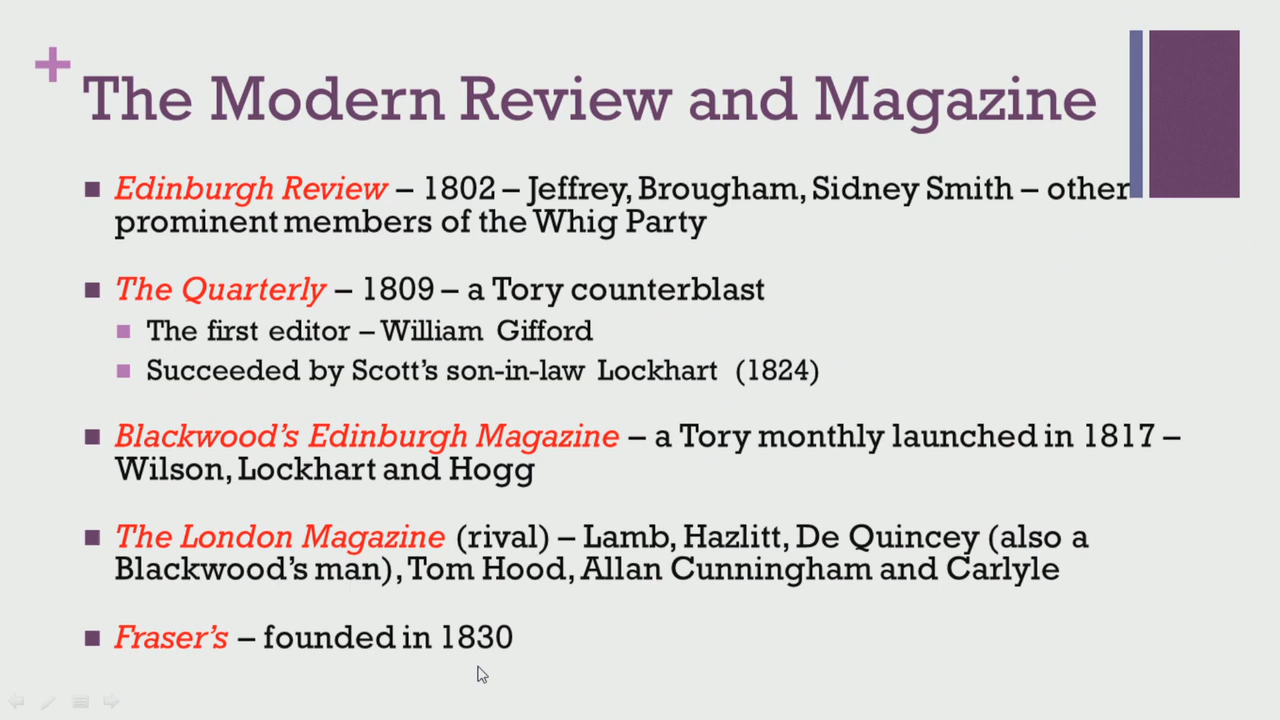 The Modern Review and Magazine
Edinburgh Review – 1802 – Jeffrey, Brougham, Sidney Smith – other
prominent members of the Whig Party
The Quarterly – 1809 – a Tory counterblast
The first editor – William Gifford
Succeeded by Scott's son-in-law Lockhart (1824)
Blackwood's Edinburgh Magazine – a Tory monthly launched in 1817 –
Wilson, Lockhart and Hogg
The London Magazine (rival) – Lamb, Hazlitt, De Quincey (also a
Blackwood's man), Tom Hood, Allan Cunningham and Carlyle
Fraser's – founded in 1830